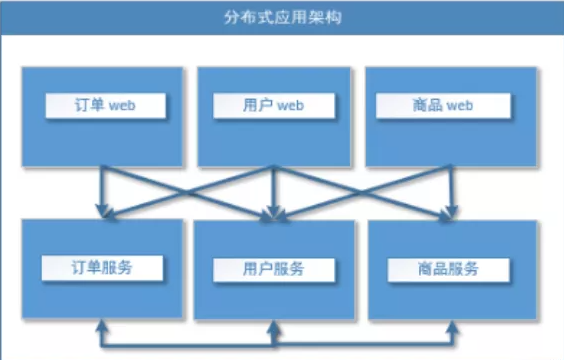 分布式应用架构
订单 web
用户 web
商品 web
订单服务
用户服务
商品服务